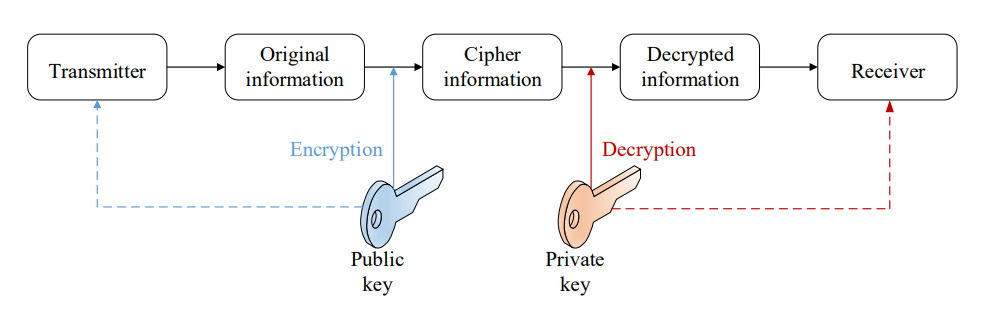 Transmitter
Original
information
Cipher
information
Decrypted
information
Receiver
Encryption
Decryption
Public
key
Private
key